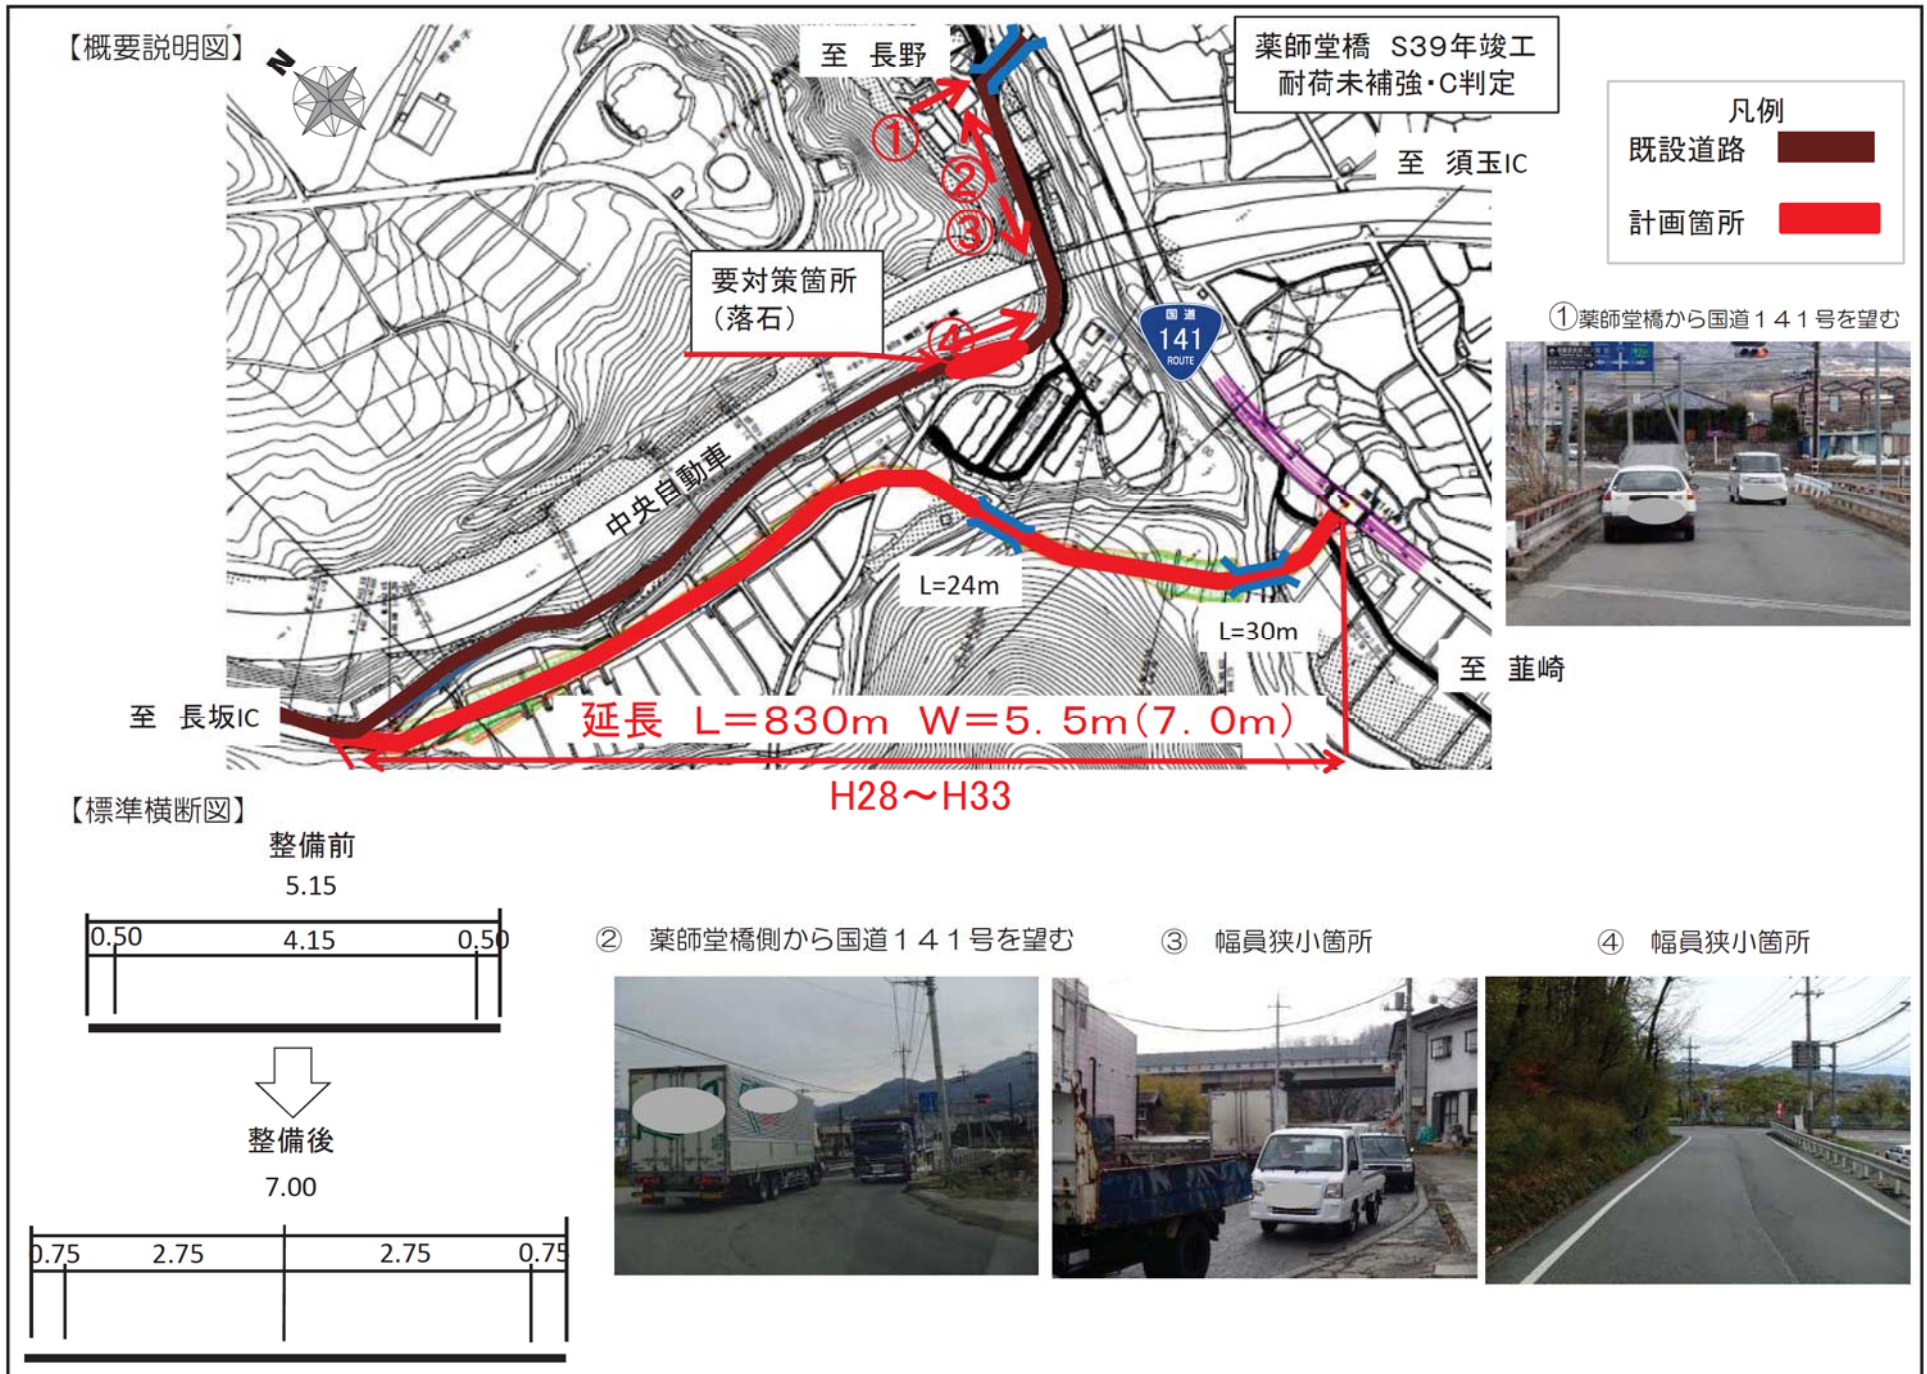 【概要説明図】
N
至 長野
薬師堂橋 S39年竣工
耐荷未補強・C判定
凡例
既設道路
計画箇所
至 須玉IC
①
②
③
要対策箇所
（落石）
④
国道
141
ROUTE
①薬師堂橋から国道１４１号を望む
中央自動車
L=24m
L=30m
至 韮崎
至 長坂IC
延長 L＝830m W＝5．5m（7．0m）
H28～H33
【標準横断図】
整備前
5.15
0.50 4.15 0.50
整備後
7.00
0.75 2.75 2.75 0.75
② 薬師堂橋側から国道１４１号を望む
③ 幅員狭小箇所
④ 幅員狭小箇所